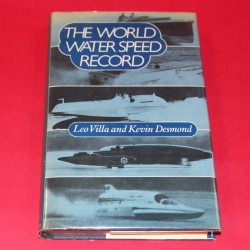 THE WORLD
WATER SPEED
RECORD
Leo Villa and Kevin Desmond